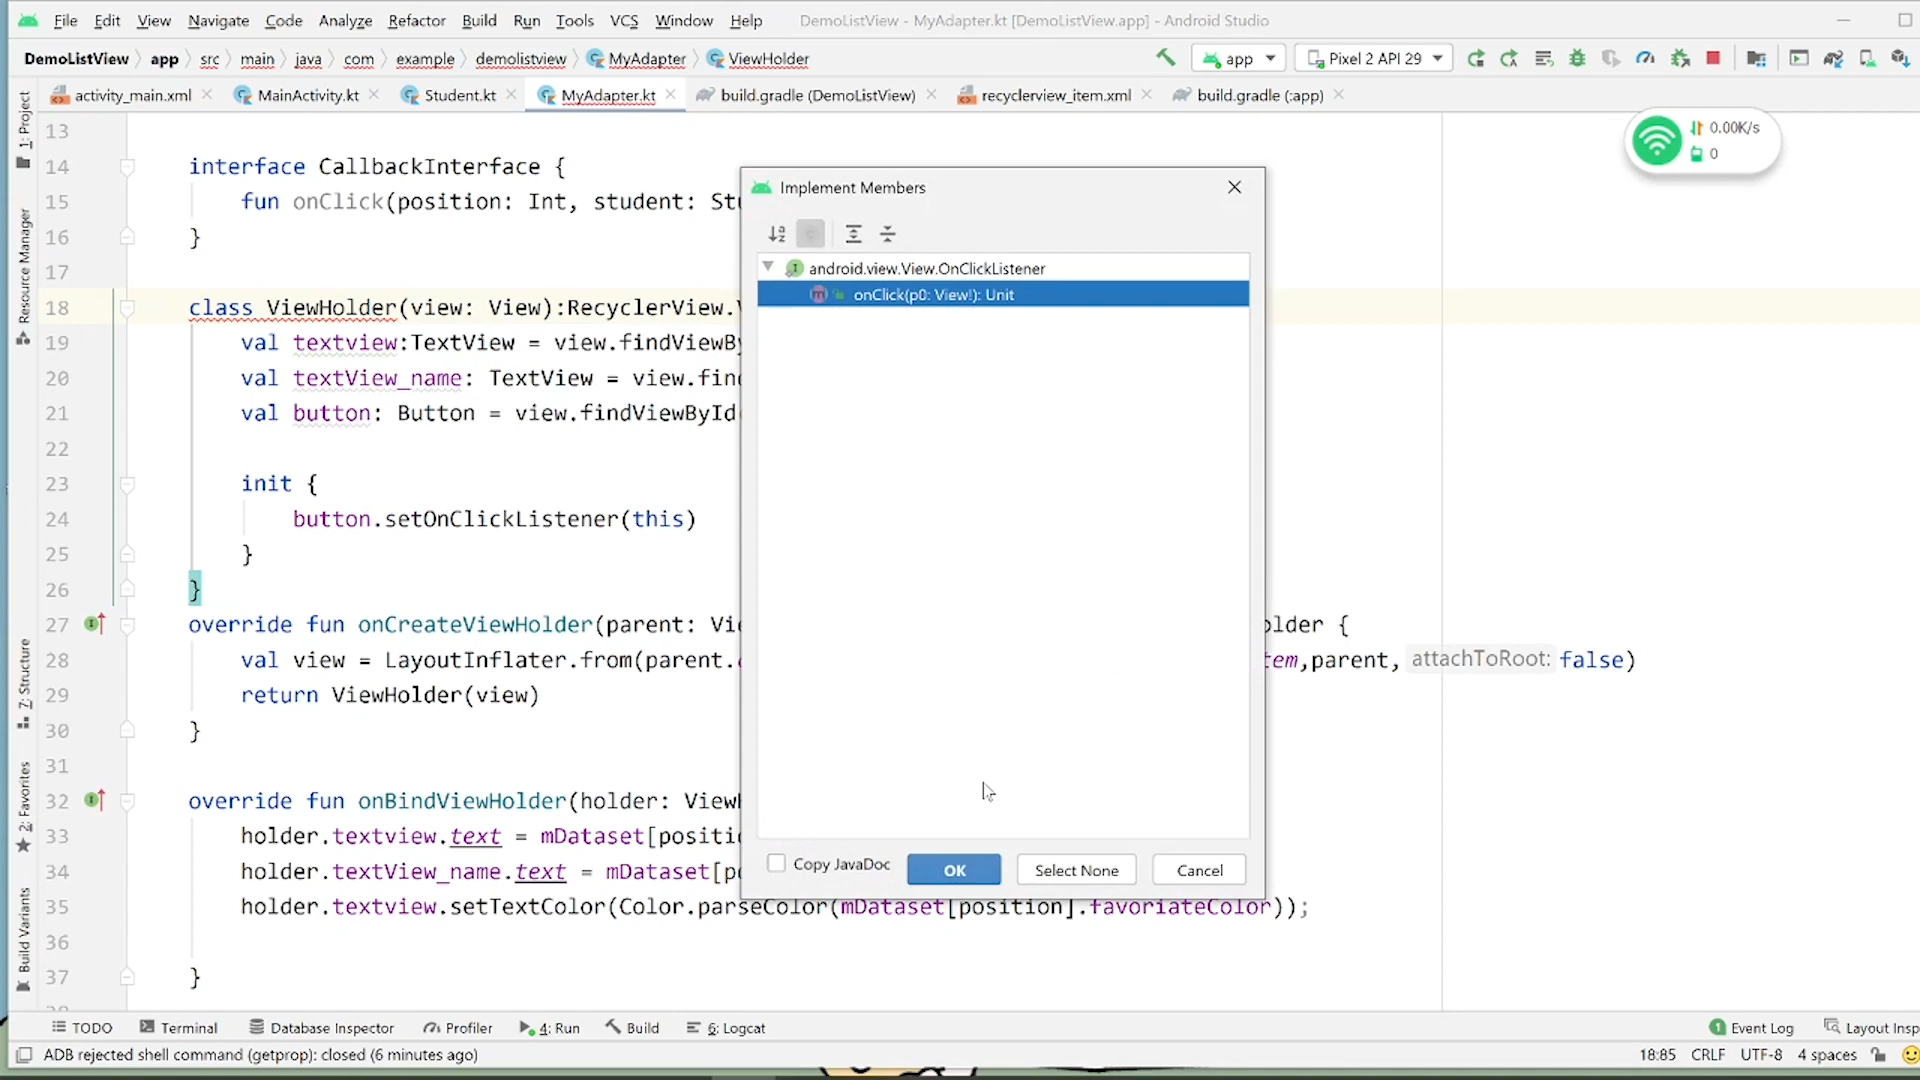 File Edit View Navigate Code Analyze Refactor Build Run Tools VCS Window Help DemoListView - MyAdapter.kt [DemoListView.app] - Android Studio
DemoListView app src main java com example demolistview MyAdapter ViewHolder app Pixel 2 API 29
activity_main.xml MainActivity.kt Student.kt MyAdapter.kt build.gradle (DemoListView) recyclerview_item.xml build.gradle (:app)
1: Project
Resource Manager
7: Structure
2: Favorites
Build Variants
0.00K/s
0
13
14 interface CallbackInterface {
15 fun onClick(position: Int, student: St
16 }
17
18 class ViewHolder(view: View):RecyclerView.
19 val textview:TextView = view.findViewBy
20 val textView_name: TextView = view.find
21 val button: Button = view.findViewById
22
23 init {
24 button.setOnClickListener(this)
25 }
26 }
27 override fun onCreateViewHolder(parent: Vi older {
28 val view = LayoutInflater.from(parent. em,parent, attachToRoot: false)
29 return ViewHolder(view)
30 }
31
32 override fun onBindViewHolder(holder: View
33 holder.textview.text = mDataset[positi
34 holder.textView_name.text = mDataset[po
35 holder.textview.setTextColor(Color.parseColor(mDataset[position].favoriateColor));
36
37 }
Implement Members
android.view.View.OnClickListener
onClick(p0: View!): Unit
Copy JavaDoc OK Select None Cancel
TODO Terminal Database Inspector Profiler 4: Run Build 6: Logcat 1 Event Log Layout Insp
ADB rejected shell command (getprop): closed (6 minutes ago) 18:85 CRLF UTF-8 4 spaces